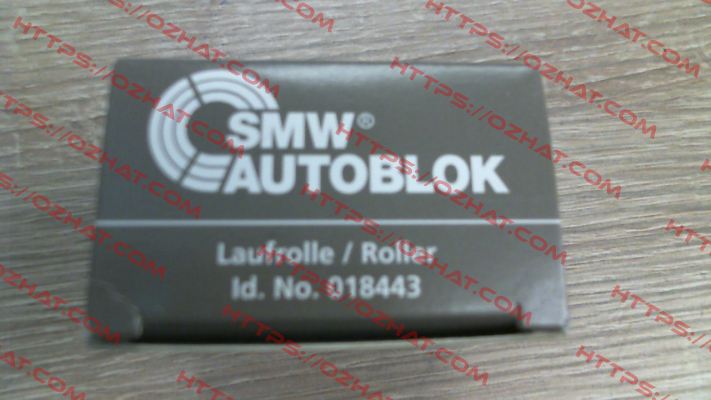 SMW®
AUTOBLOK
Laufrolle / Roller
Id. No. 018443
HTTPS://OZHAT.COM